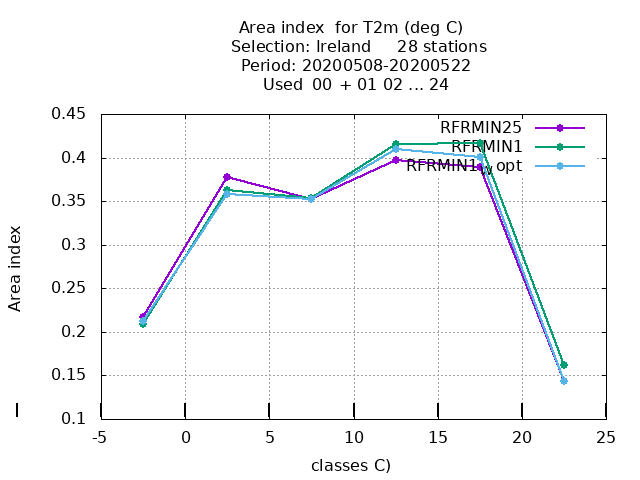 Area index  for T2m (deg C)
Selection: Ireland     28 stations
Period: 20200508-20200522
Used  00 + 01 02 ... 24
0.45
0.4
0.35
0.3
0.25
0.2
0.15
0.1
-5
0
5
10
15
20
25
Area index
classes C)
RFRMIN25
RFRMIN1
RFRMIN1w opt